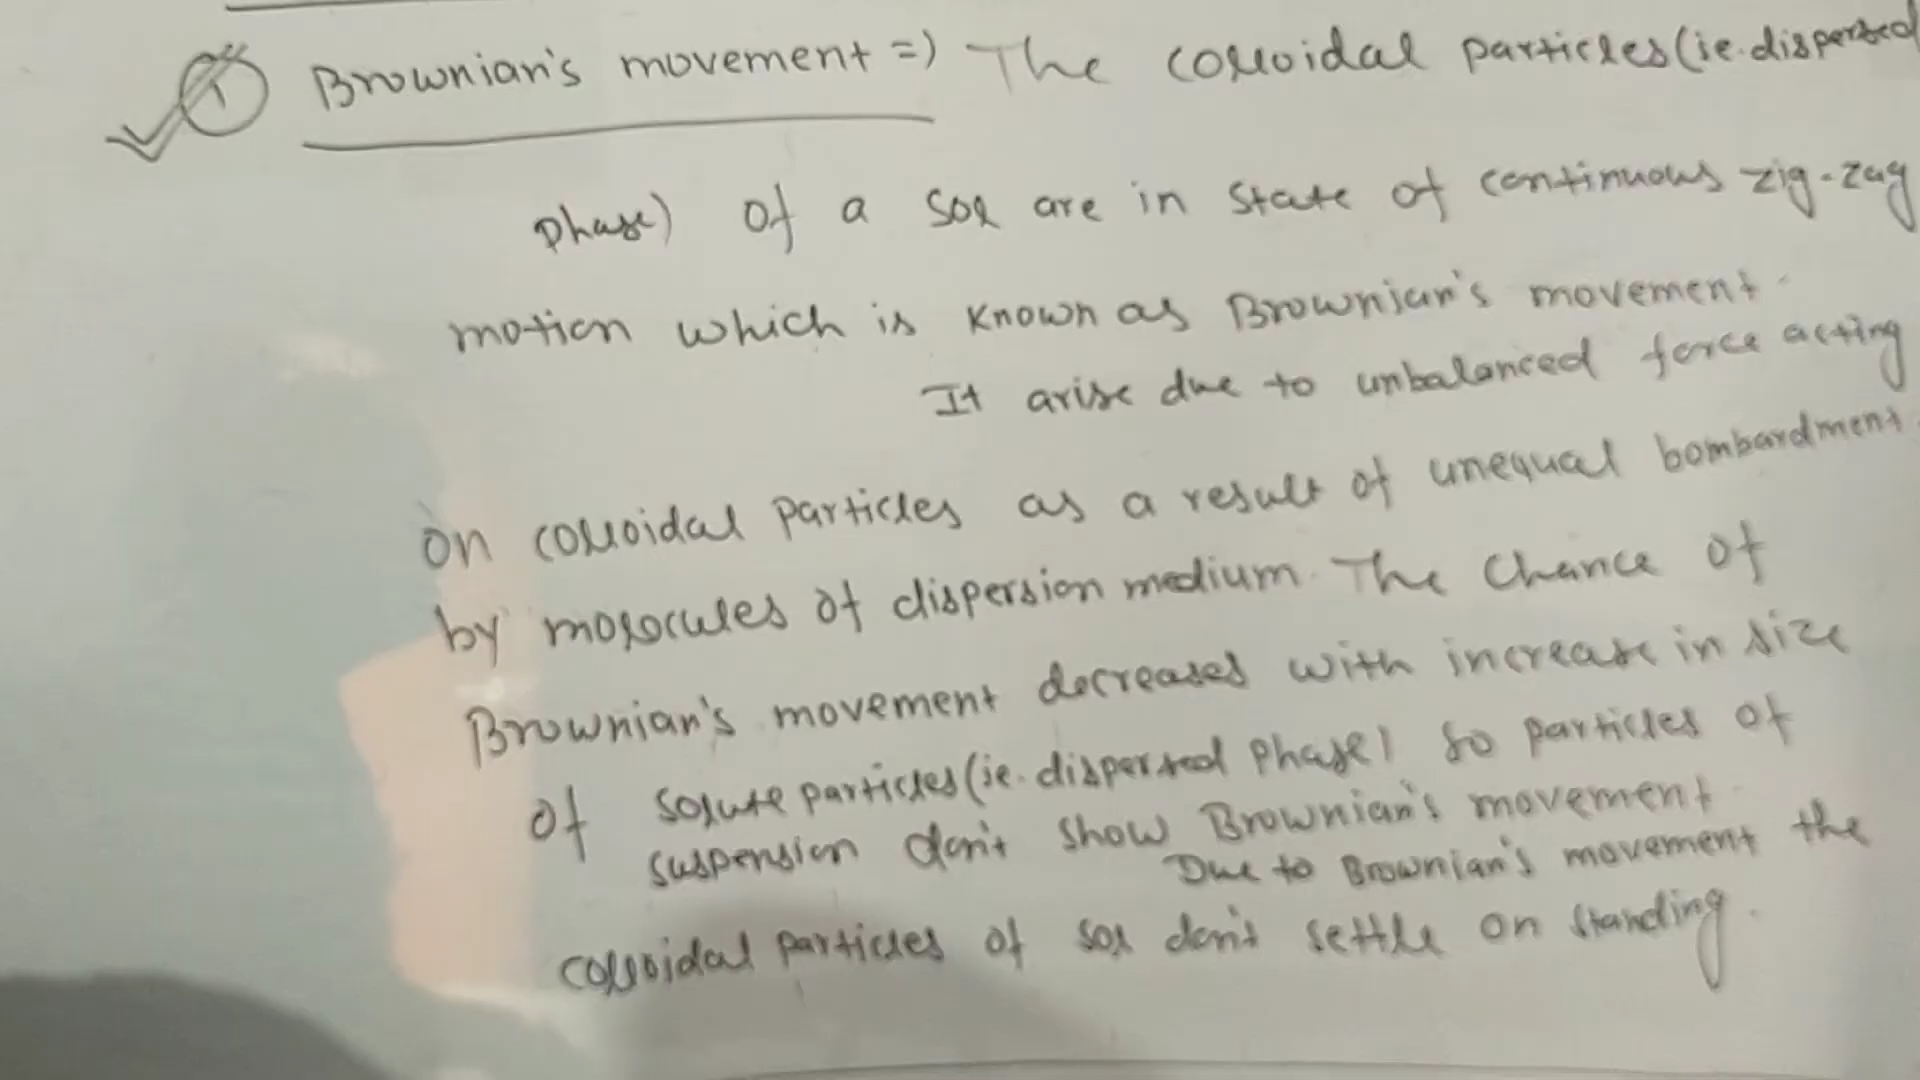 ① Brownian's movement => The colloidal particles (ie. dispersed
phase) of a sol are in state of continuous zig-zag
motion which is known as Brownian's movement.
It arise due to unbalanced force acting
on colloidal particles as a result of unequal bombardment
by molecules of dispersion medium. The chance of
Brownian's movement decreases with increase in size
of solute particles (ie. dispersed phase) so particles of
suspension don't show Brownian's movement
Due to Brownian's movement the
colloidal particles of sol don't settle on standing.